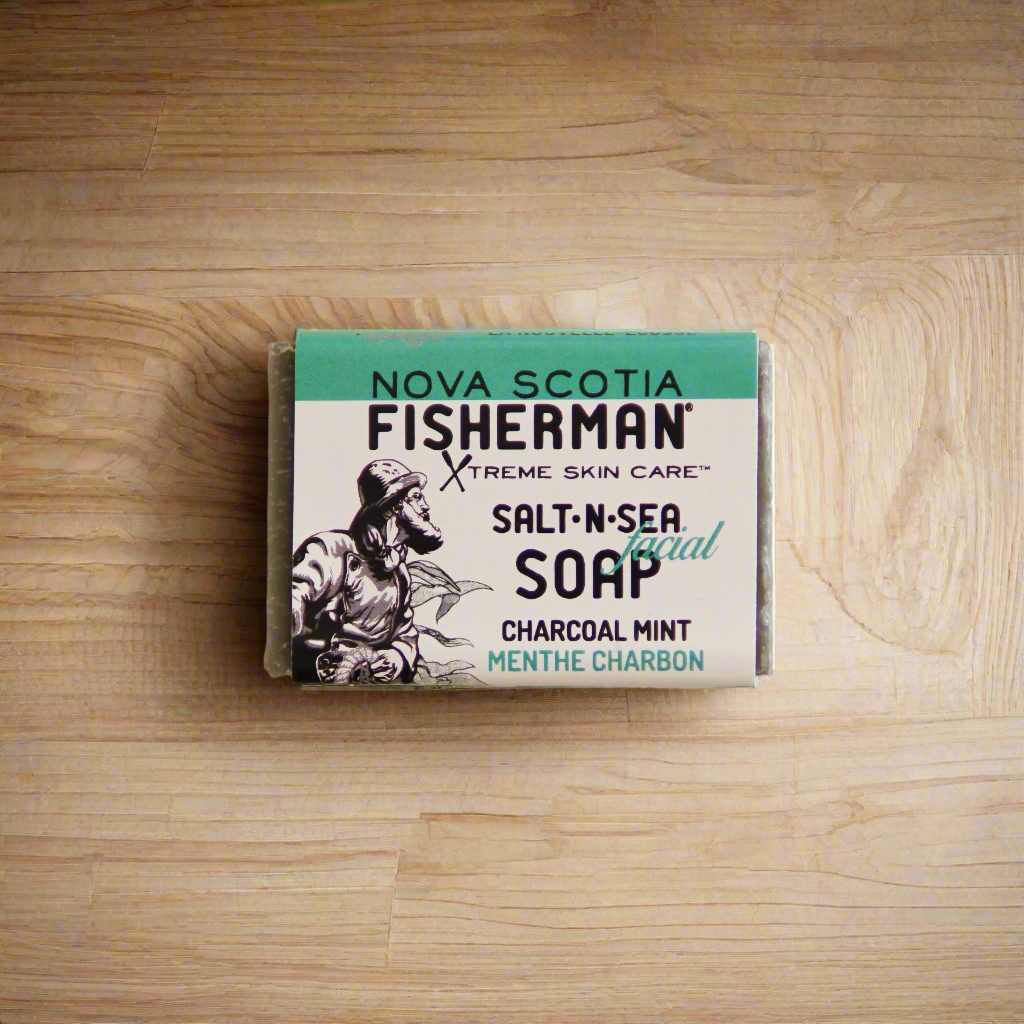 NOVA SCOTIA
FISHERMAN®
XTREME SKIN CARE™
SALT·N·SEA
facial
SOAP
CHARCOAL MINT
MENTHE CHARBON